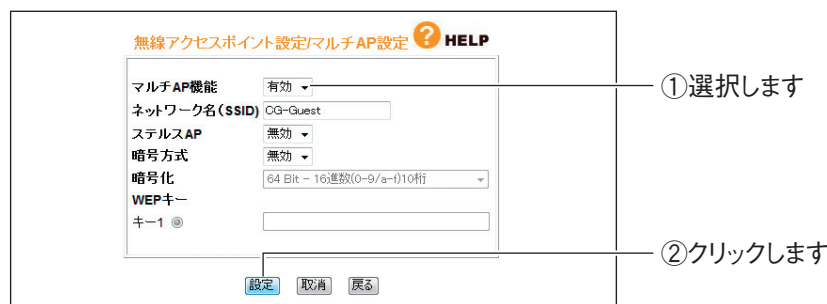 無線アクセスポイント設定/マルチAP設定 ? HELP
マルチAP機能 有効
①選択します
ネットワーク名(SSID) CG-Guest
ステルスAP 無効
暗号方式 無効
暗号化 64 Bit - 16進数(0-9/a-f)10桁
WEPキー
キー1
②クリックします
設定 取消 戻る